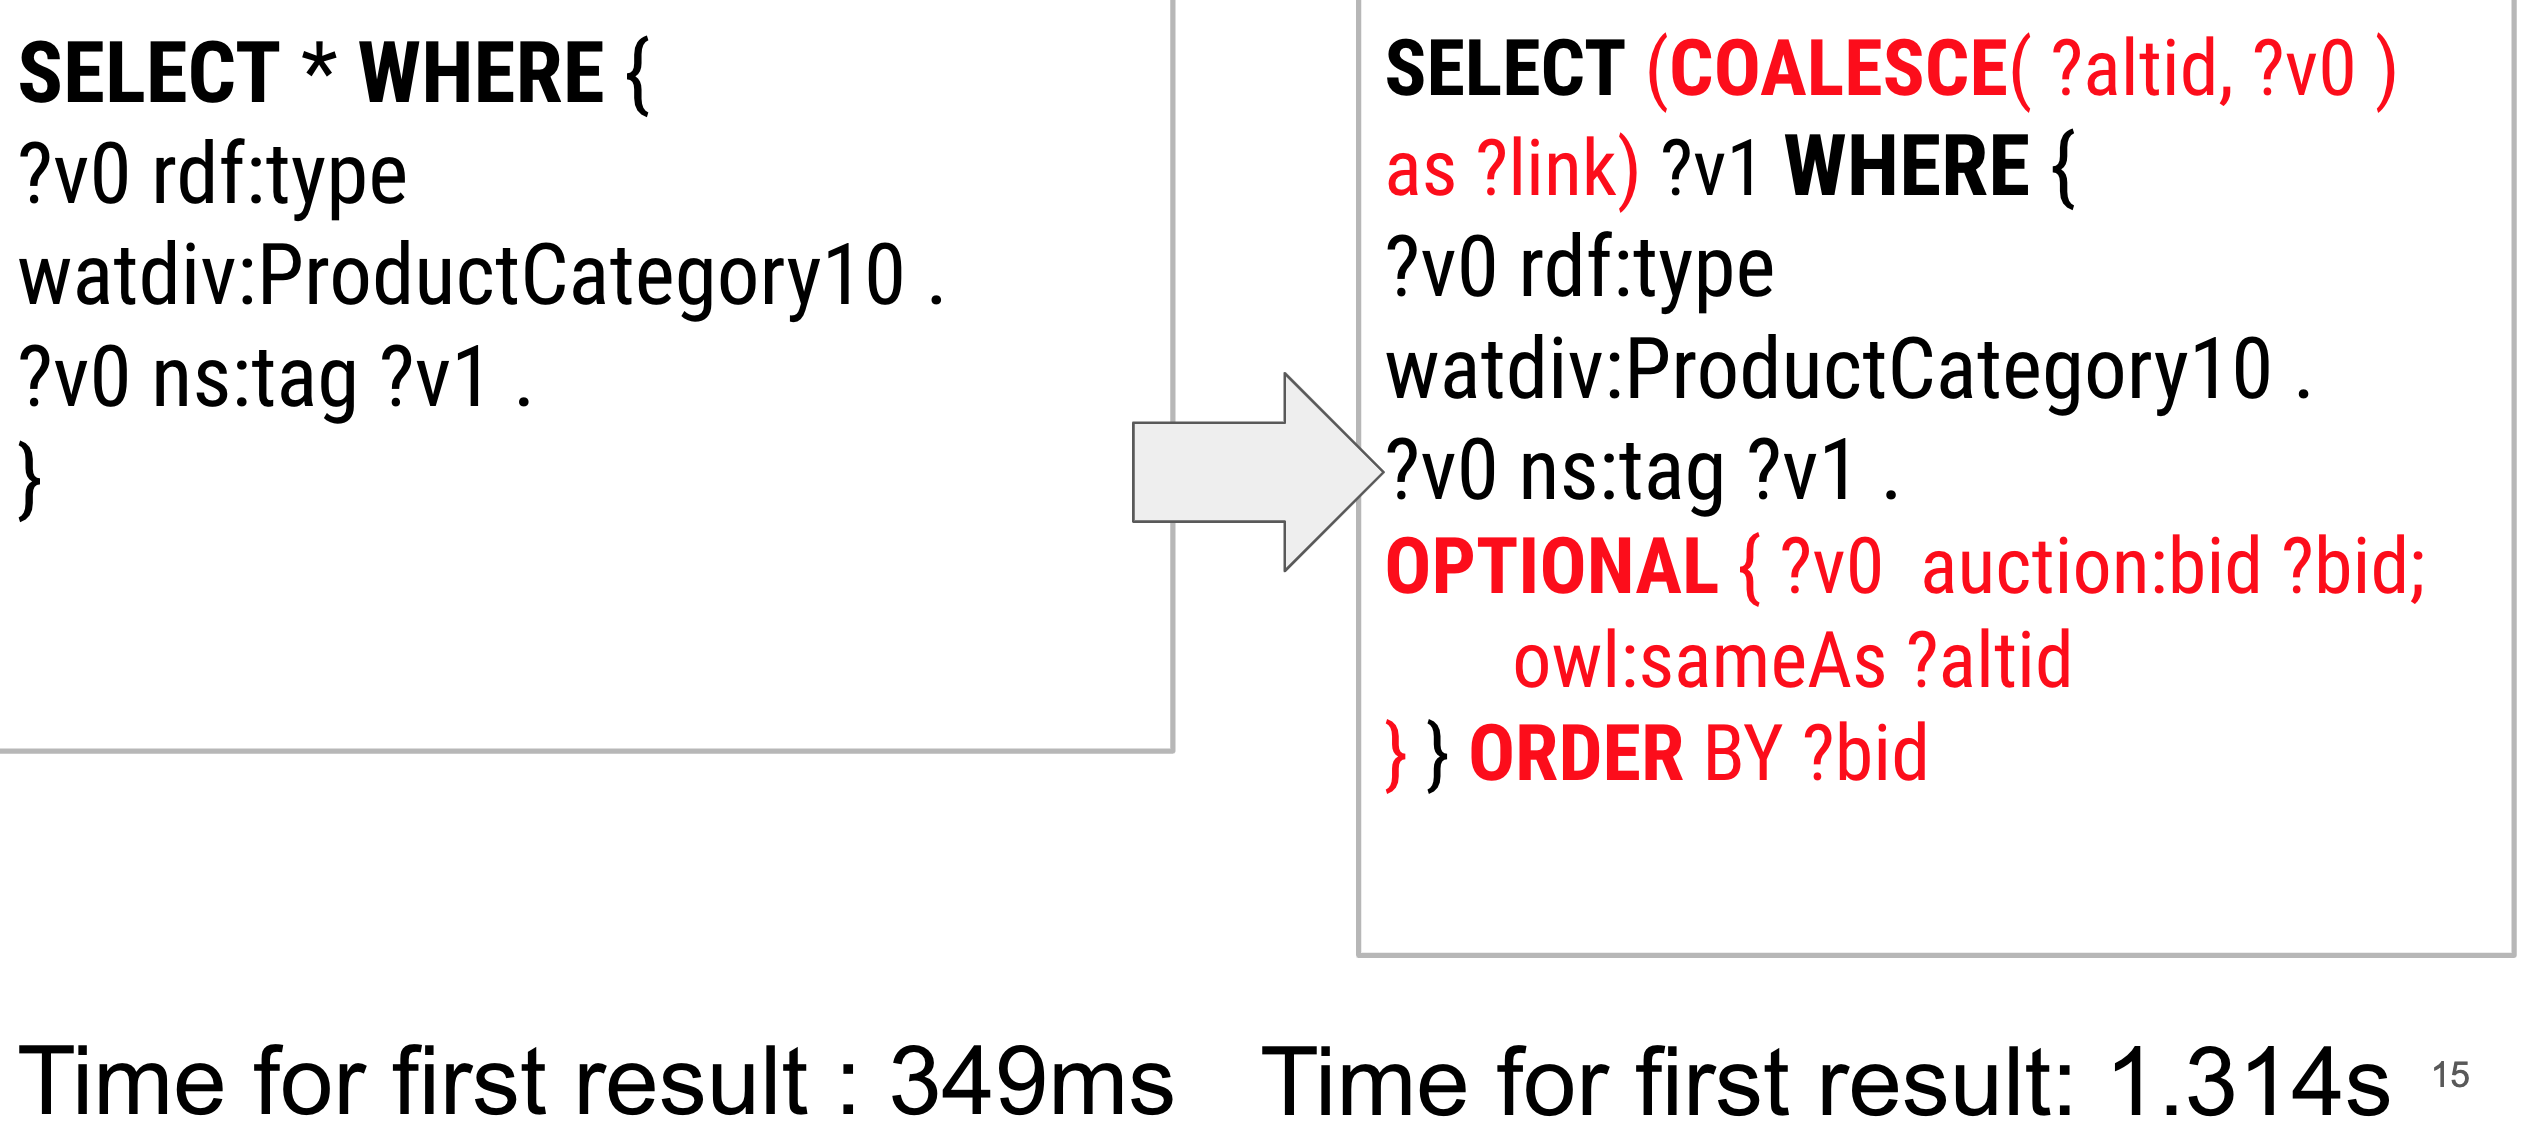 SELECT * WHERE {
?v0 rdf:type
watdiv:ProductCategory10 .
?v0 ns:tag ?v1 .
}
SELECT (COALESCE( ?altid, ?v0 )
as ?link) ?v1 WHERE {
?v0 rdf:type
watdiv:ProductCategory10 .
?v0 ns:tag ?v1 .
OPTIONAL { ?v0 auction:bid ?bid;
owl:sameAs ?altid
} } ORDER BY ?bid
Time for first result : 349ms
Time for first result: 1.314s
15